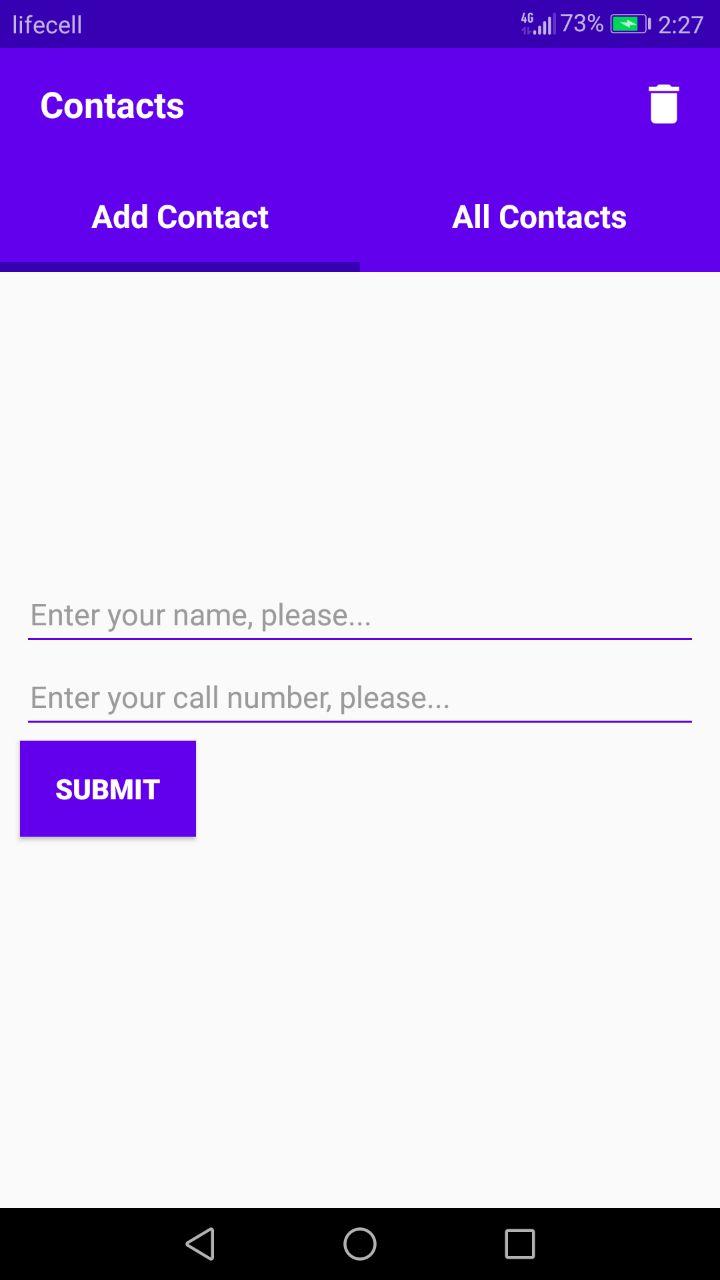 lifecell 4G 73% 2:27
Contacts
Add Contact All Contacts
Enter your name, please...
Enter your call number, please...
SUBMIT